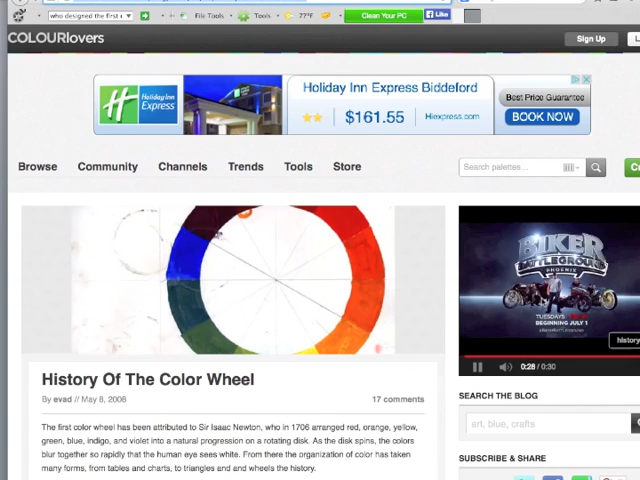 who designed the first c
File Tools
Tools
77°F
Clean Your PC
Like
COLOURlovers
Sign Up
Holiday Inn Express
Holiday Inn Express Biddeford
$161.55
Hiexpress.com
Best Price Guarantee
BOOK NOW
Browse
Community
Channels
Trends
Tools
Store
Search palettes...
BIKER
BATTLEGROUND
PHOENIX
TUESDAYS
BEGINNING JULY 1
history
0:28 / 0:30
History Of The Color Wheel
By evad // May 8, 2008
17 comments
The first color wheel has been attributed to Sir Isaac Newton, who in 1706 arranged red, orange, yellow,
green, blue, indigo, and violet into a natural progression on a rotating disk. As the disk spins, the colors
blur together so rapidly that the human eye sees white. From there the organization of color has taken
many forms, from tables and charts, to triangles and and wheels the history.
SEARCH THE BLOG
art, blue, crafts
SUBSCRIBE & SHARE